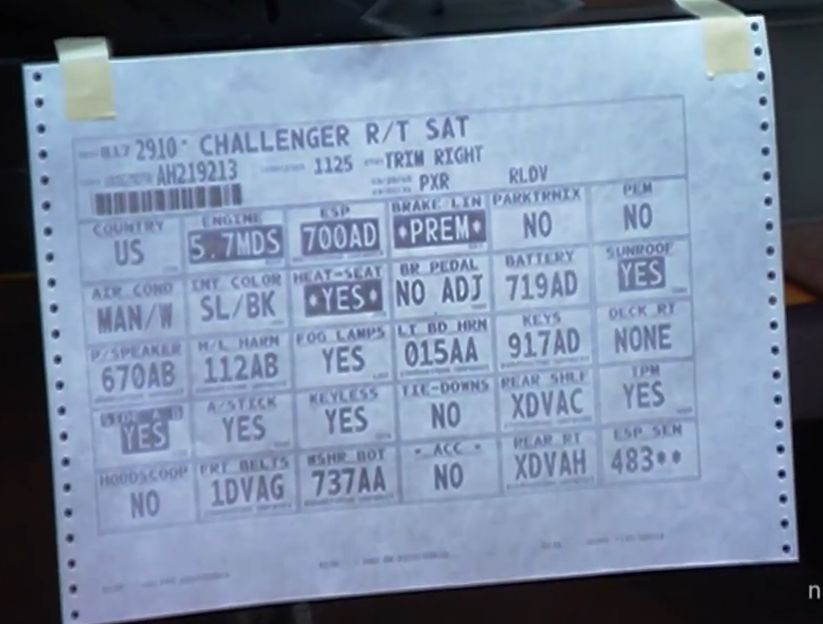 817 2910 CHALLENGER R/T SAT
AH219213 1125 TRIM RIGHT
PXR RLDV
COUNTRY ENGINE ESP BRAKE LIN PARKTRNIX PEM
US 5.7MDS 700AD *PREM* NO NO
AIR COND INT COLOR HEAT-SEAT BR PEDAL BATTERY SUNROOF
MAN/W SL/BK *YES* NO ADJ 719AD YES
P/SPEAKER H/L HARN FOG LAMPS LT BD HRN KEYS DECK RT
670AB 112AB YES 015AA 917AD NONE
A/STICK KEYLESS TIE-DOWNS REAR SHLF TPM
YES YES YES NO XDVAC YES
HOODSCOOP FRT BELTS WSHR BOT * ACC * REAR RT ESP SEN
NO 1DVAG 737AA NO XDVAH 483**
n